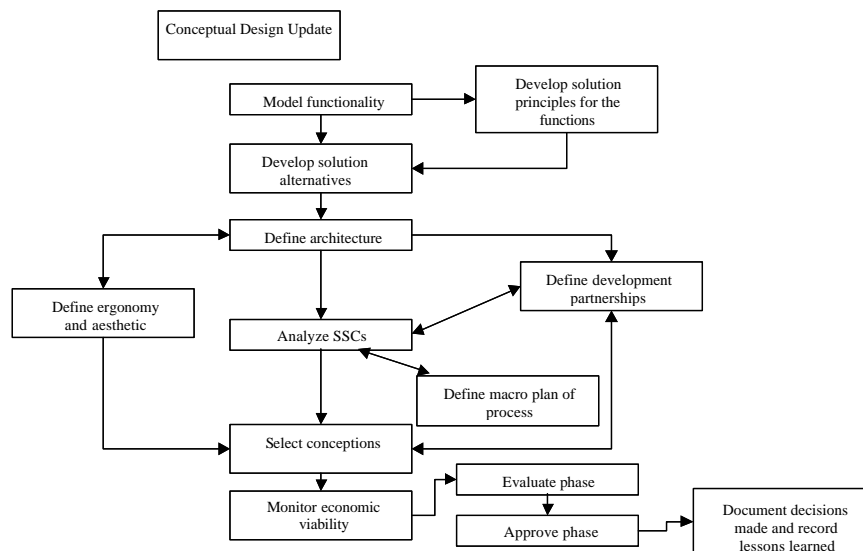 Conceptual Design Update
Model functionality
Develop solution
principles for the
functions
Develop solution
alternatives
Define architecture
Define ergonomy
and aesthetic
Define development
partnerships
Analyze SSCs
Define macro plan of
process
Select conceptions
Monitor economic
viability
Evaluate phase
Approve phase
Document decisions
made and record
lessons learned